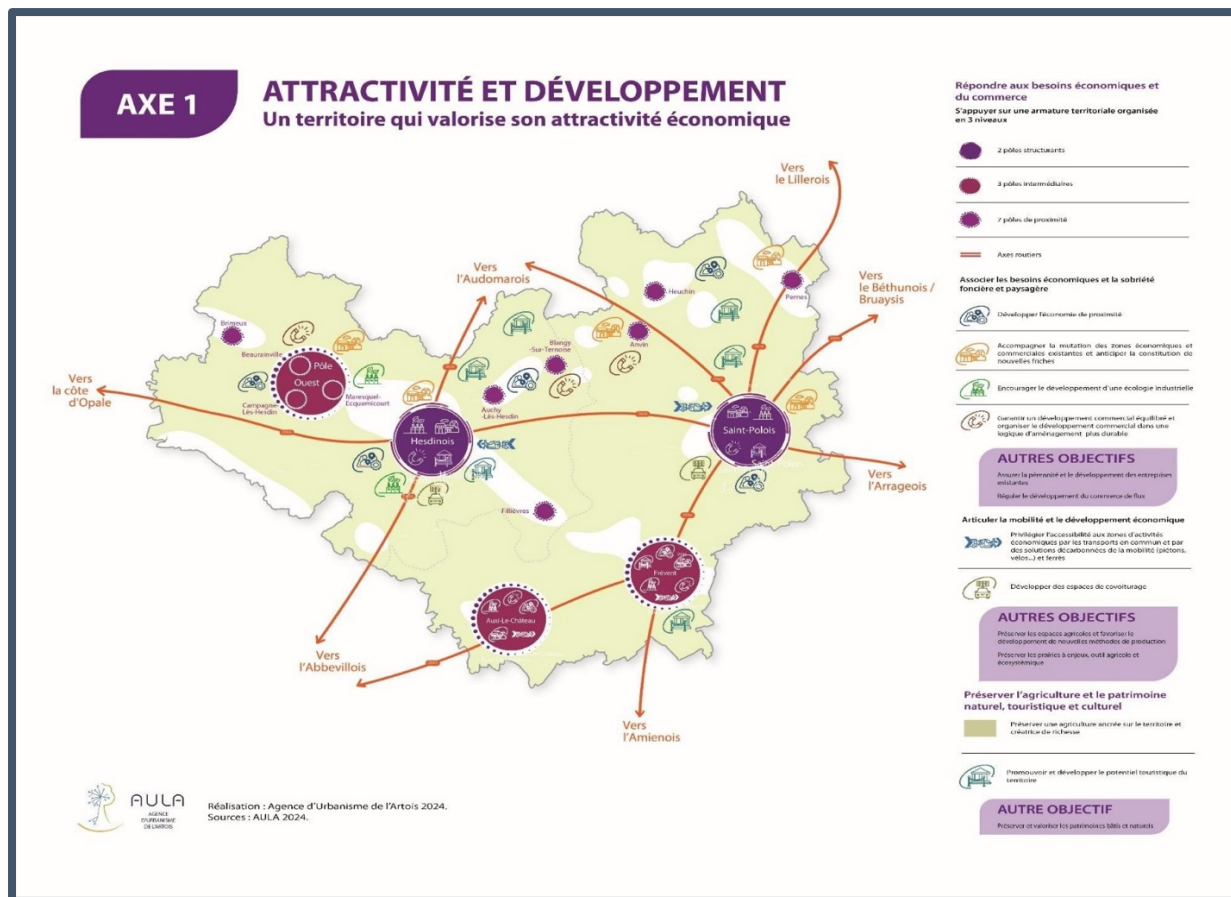 AXE 1
ATTRACTIVITÉ ET DÉVELOPPEMENT
Un territoire qui valorise son attractivité économique
Vers
le Lillerois
Vers
l'Audomarois
Vers
le Béthunois /
Bruaysis
Heuchin
Pernes
Brimeux
Anvin
Blangy
-Sur-Ternoise
Beaurainville
Pôle
Ouest
Vers
la côte
d'Opale
Campagne-
Lès-Hesdin
Maresquel-
Ecquemicourt
Auchy
-Lès-Hesdin
Hesdinois
Saint-Polois
Vers
l'Arrageois
Fillièvres
Frévent
Auxi-Le-Château
Vers
l'Abbevillois
Vers
l'Amienois
Répondre aux besoins économiques et
du commerce
S'appuyer sur une armature territoriale organisée
en 3 niveaux
2 pôles structurants
3 pôles intermédiaires
7 pôles de proximité
Axes routiers
Associer les besoins économiques et la sobriété
foncière et paysagère
Développer l'économie de proximité
Accompagner la mutation des zones économiques et
commerciales existantes et anticiper la constitution de
nouvelles friches
Encourager le développement d'une écologie industrielle
Garantir un développement commercial équilibré et
organiser le développement commercial dans une
logique d'aménagement plus durable
AUTRES OBJECTIFS
Assurer la pérennité et le développement des entreprises
existantes
Réguler le développement du commerce de flux
Articuler la mobilité et le développement économique
Privilégier l'accessibilité aux zones d'activités
économiques par les transports en commun et par
des solutions décarbonées de la mobilité (piétons,
vélos...) et ferrés
Développer des espaces de covoiturage
AUTRES OBJECTIFS
Préserver les espaces agricoles et favoriser le
développement de nouvelles méthodes de production
Préserver les prairies à enjeux, outil agricole et
écosystémique
Préserver l'agriculture et le patrimoine
naturel, touristique et culturel
Préserver une agriculture ancrée sur le territoire et
créatrice de richesse
Promouvoir et développer le potentiel touristique du
territoire
AUTRE OBJECTIF
Préserver et valoriser les patrimoines bâtis et naturels
AULA
AGENCE
D'URBANISME
DE L'ARTOIS
Réalisation : Agence d'Urbanisme de l'Artois 2024.
Sources : AULA 2024.